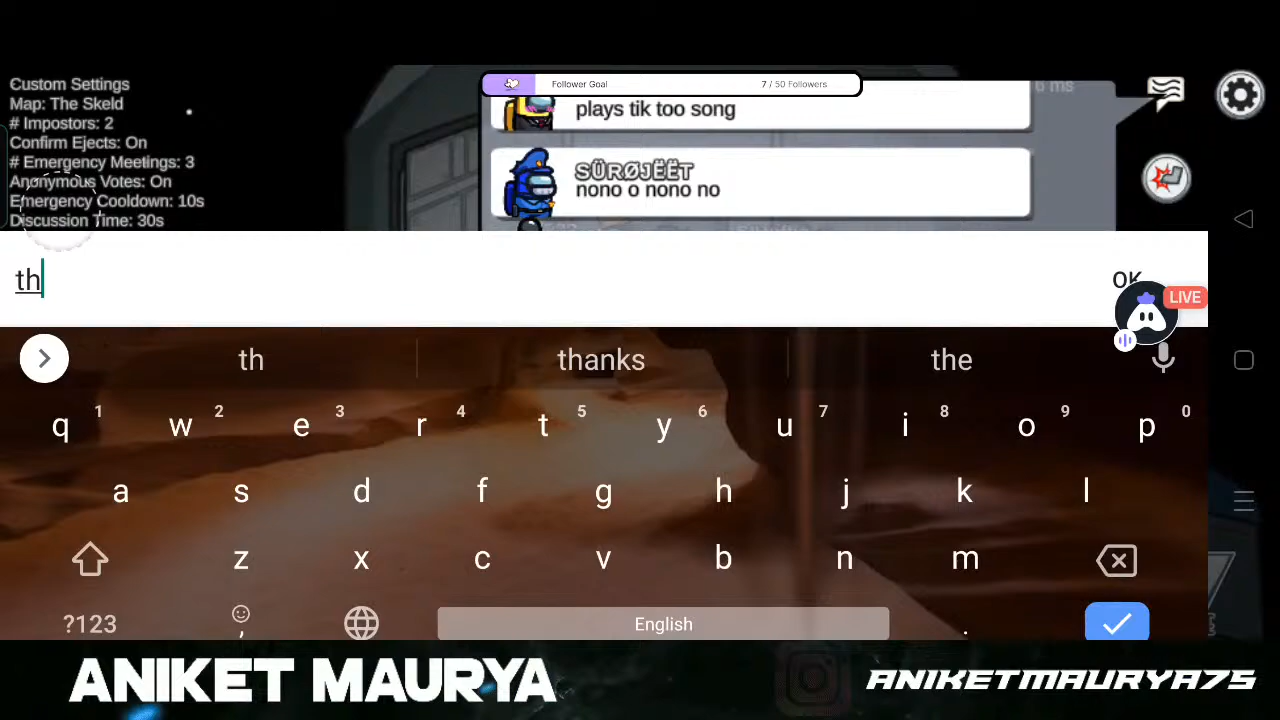 Custom Settings
Map: The Skeld
# Impostors: 2
Confirm Ejects: On
# Emergency Meetings: 3
Anonymous Votes: On
Emergency Cooldown: 10s
Discussion Time: 30s
Follower Goal 7 / 50 Followers
6 ms
plays tik too song
SÜRØJËËT
nono o nono no
th
OK
LIVE
th thanks the
q 1 w 2 e 3 r 4 t 5 y 6 u 7 i 8 o 9 p 0
a s d f g h j k l
z x c v b n m
?123 , English .
ANIKET MAURYA
ANIKETMAURYA75